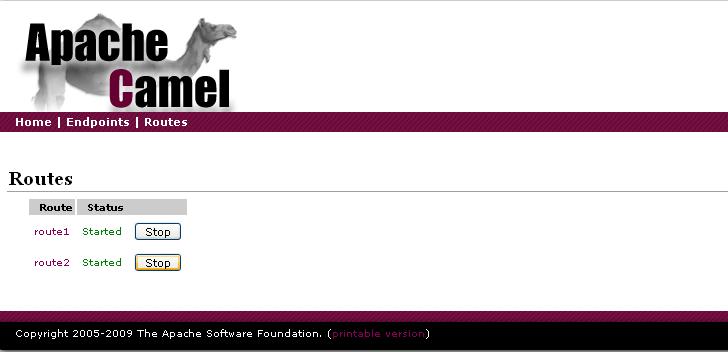 Apache
Camel
Home | Endpoints | Routes
Routes
Route Status
route1 Started Stop
route2 Started Stop
Copyright 2005-2009 The Apache Software Foundation. (printable version)